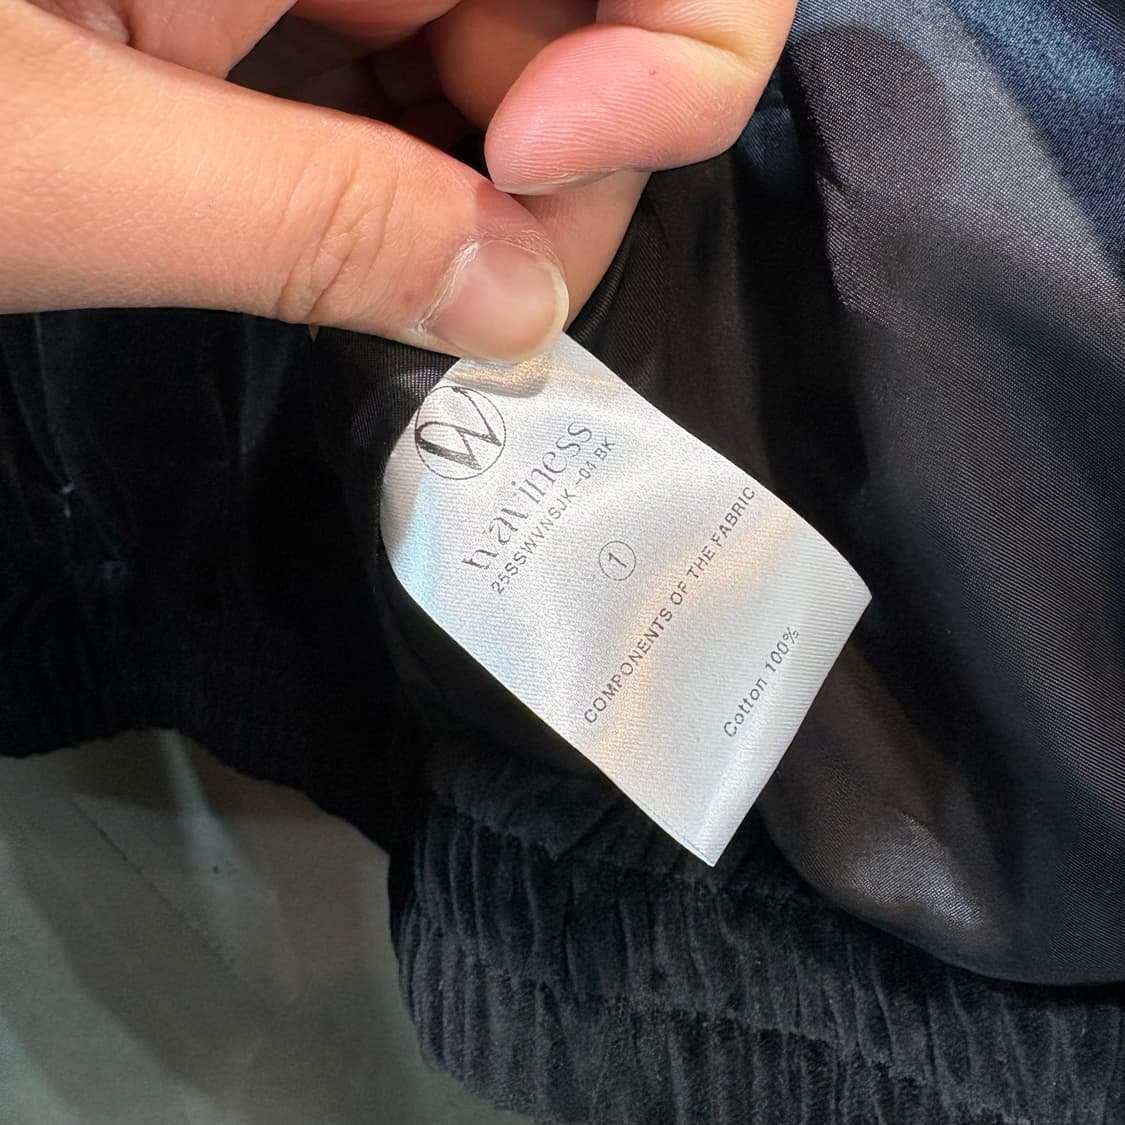 W
waviness
25SSWVNSJK -04 BK
1
COMPONENTS OF THE FABRIC
Cotton 100%